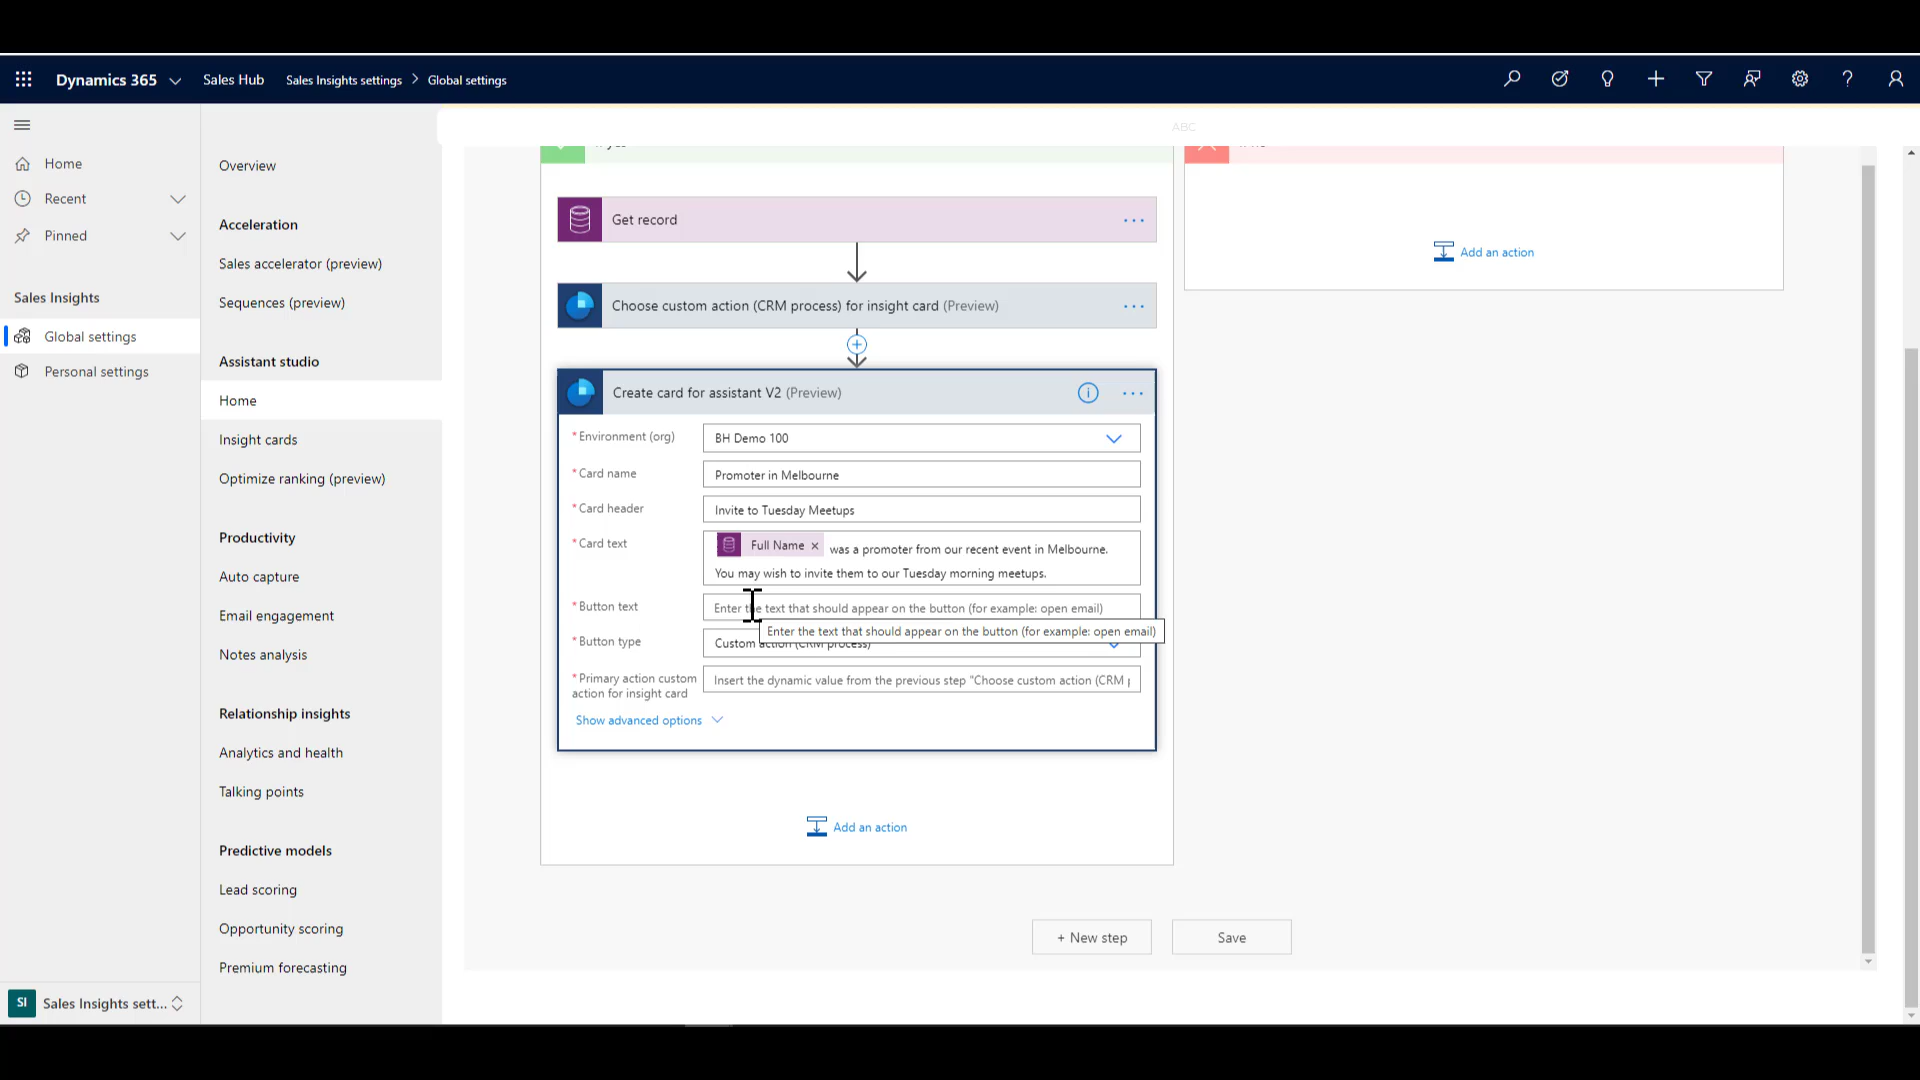 Dynamics 365
Sales Hub
Sales Insights settings > Global settings
Home
Recent
Pinned
Sales Insights
Global settings
Personal settings
SI
Sales Insights sett...
Overview
Acceleration
Sales accelerator (preview)
Sequences (preview)
Assistant studio
Home
Insight cards
Optimize ranking (preview)
Productivity
Auto capture
Email engagement
Notes analysis
Relationship insights
Analytics and health
Talking points
Predictive models
Lead scoring
Opportunity scoring
Premium forecasting
ABC
Get record
Choose custom action (CRM process) for insight card (Preview)
Create card for assistant V2 (Preview)
* Environment (org)
BH Demo 100
* Card name
Promoter in Melbourne
* Card header
Invite to Tuesday Meetups
* Card text
Full Name × was a promoter from our recent event in Melbourne.
You may wish to invite them to our Tuesday morning meetups.
* Button text
Enter the text that should appear on the button (for example: open email)
Enter the text that should appear on the button (for example: open email)
* Button type
Custom action (CRM process)
* Primary action custom
action for insight card
Insert the dynamic value from the previous step "Choose custom action (CRM
Show advanced options
Add an action
Add an action
+ New step
Save